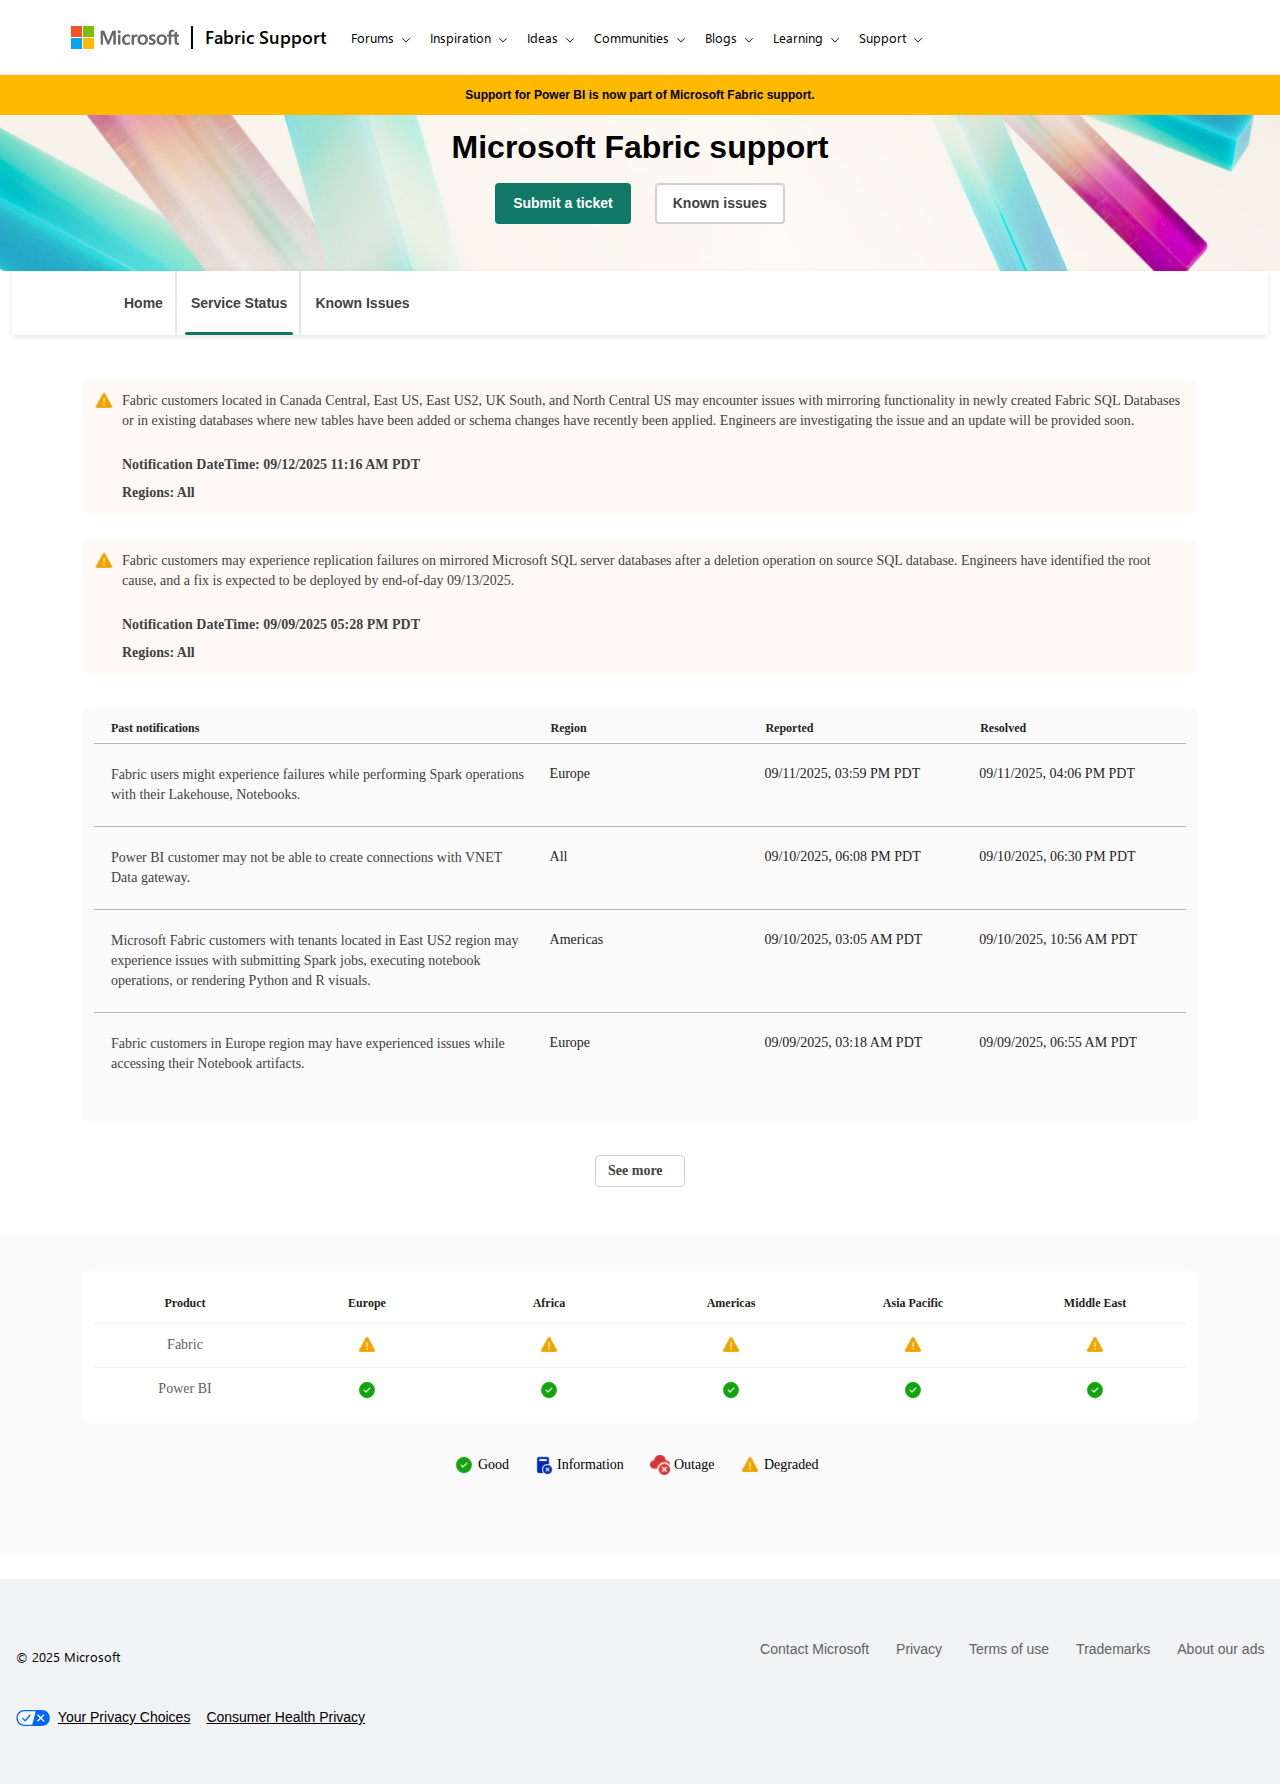 Microsoft
Fabric Support
Forums
Inspiration
Ideas
Communities
Blogs
Learning
Support
Support for Power BI is now part of Microsoft Fabric support.
Microsoft Fabric support
Submit a ticket
Known issues
Home
Service Status
Known Issues
Fabric customers located in Canada Central, East US, East US2, UK South, and North Central US may encounter issues with mirroring functionality in newly created Fabric SQL Databases
or in existing databases where new tables have been added or schema changes have recently been applied. Engineers are investigating the issue and an update will be provided soon.
Notification DateTime: 09/12/2025 11:16 AM PDT
Regions: All
Fabric customers may experience replication failures on mirrored Microsoft SQL server databases after a deletion operation on source SQL database. Engineers have identified the root
cause, and a fix is expected to be deployed by end-of-day 09/13/2025.
Notification DateTime: 09/09/2025 05:28 PM PDT
Regions: All
Past notifications
Region
Reported
Resolved
Fabric users might experience failures while performing Spark operations
with their Lakehouse, Notebooks.
Europe
09/11/2025, 03:59 PM PDT
09/11/2025, 04:06 PM PDT
Power BI customer may not be able to create connections with VNET
Data gateway.
All
09/10/2025, 06:08 PM PDT
09/10/2025, 06:30 PM PDT
Microsoft Fabric customers with tenants located in East US2 region may
experience issues with submitting Spark jobs, executing notebook
operations, or rendering Python and R visuals.
Americas
09/10/2025, 03:05 AM PDT
09/10/2025, 10:56 AM PDT
Fabric customers in Europe region may have experienced issues while
accessing their Notebook artifacts.
Europe
09/09/2025, 03:18 AM PDT
09/09/2025, 06:55 AM PDT
See more
Product
Europe
Africa
Americas
Asia Pacific
Middle East
Fabric
Power BI
Good
Information
Outage
Degraded
© 2025 Microsoft
Contact Microsoft
Privacy
Terms of use
Trademarks
About our ads
Your Privacy Choices
Consumer Health Privacy